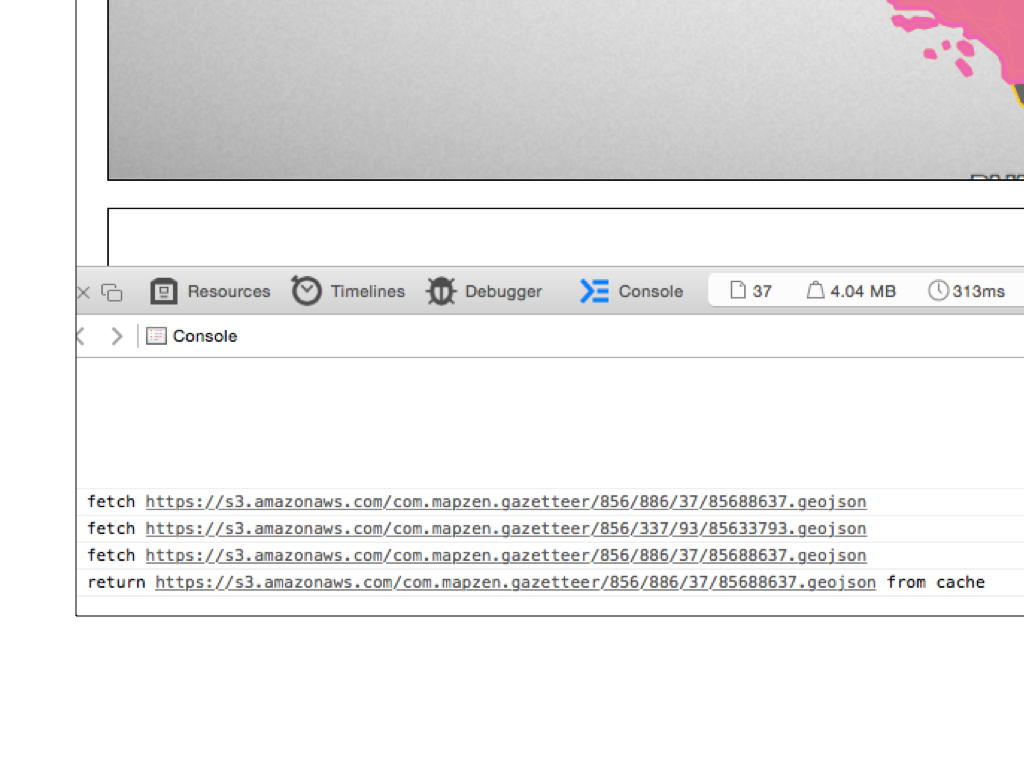 Resources Timelines Debugger Console 37 4.04 MB 313ms
Console
fetch https://s3.amazonaws.com/com.mapzen.gazetteer/856/886/37/85688637.geojson
fetch https://s3.amazonaws.com/com.mapzen.gazetteer/856/337/93/85633793.geojson
fetch https://s3.amazonaws.com/com.mapzen.gazetteer/856/886/37/85688637.geojson
return https://s3.amazonaws.com/com.mapzen.gazetteer/856/886/37/85688637.geojson from cache